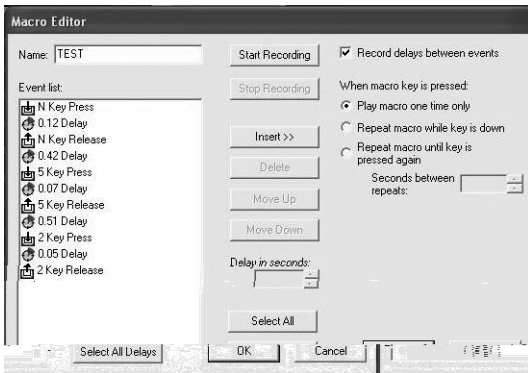 Macro Editor
Name: TEST
Event list:
N Key Press
0.12 Delay
N Key Release
0.42 Delay
5 Key Press
0.07 Delay
5 Key Release
0.51 Delay
2 Key Press
0.05 Delay
2 Key Release
Start Recording
Stop Recording
Insert >>
Delete
Move Up
Move Down
Delay in seconds:
Select All
Record delays between events
When macro key is pressed:
Play macro one time only
Repeat macro while key is down
Repeat macro until key is
pressed again
Seconds between
repeats:
Select All Delays
OK
Cancel